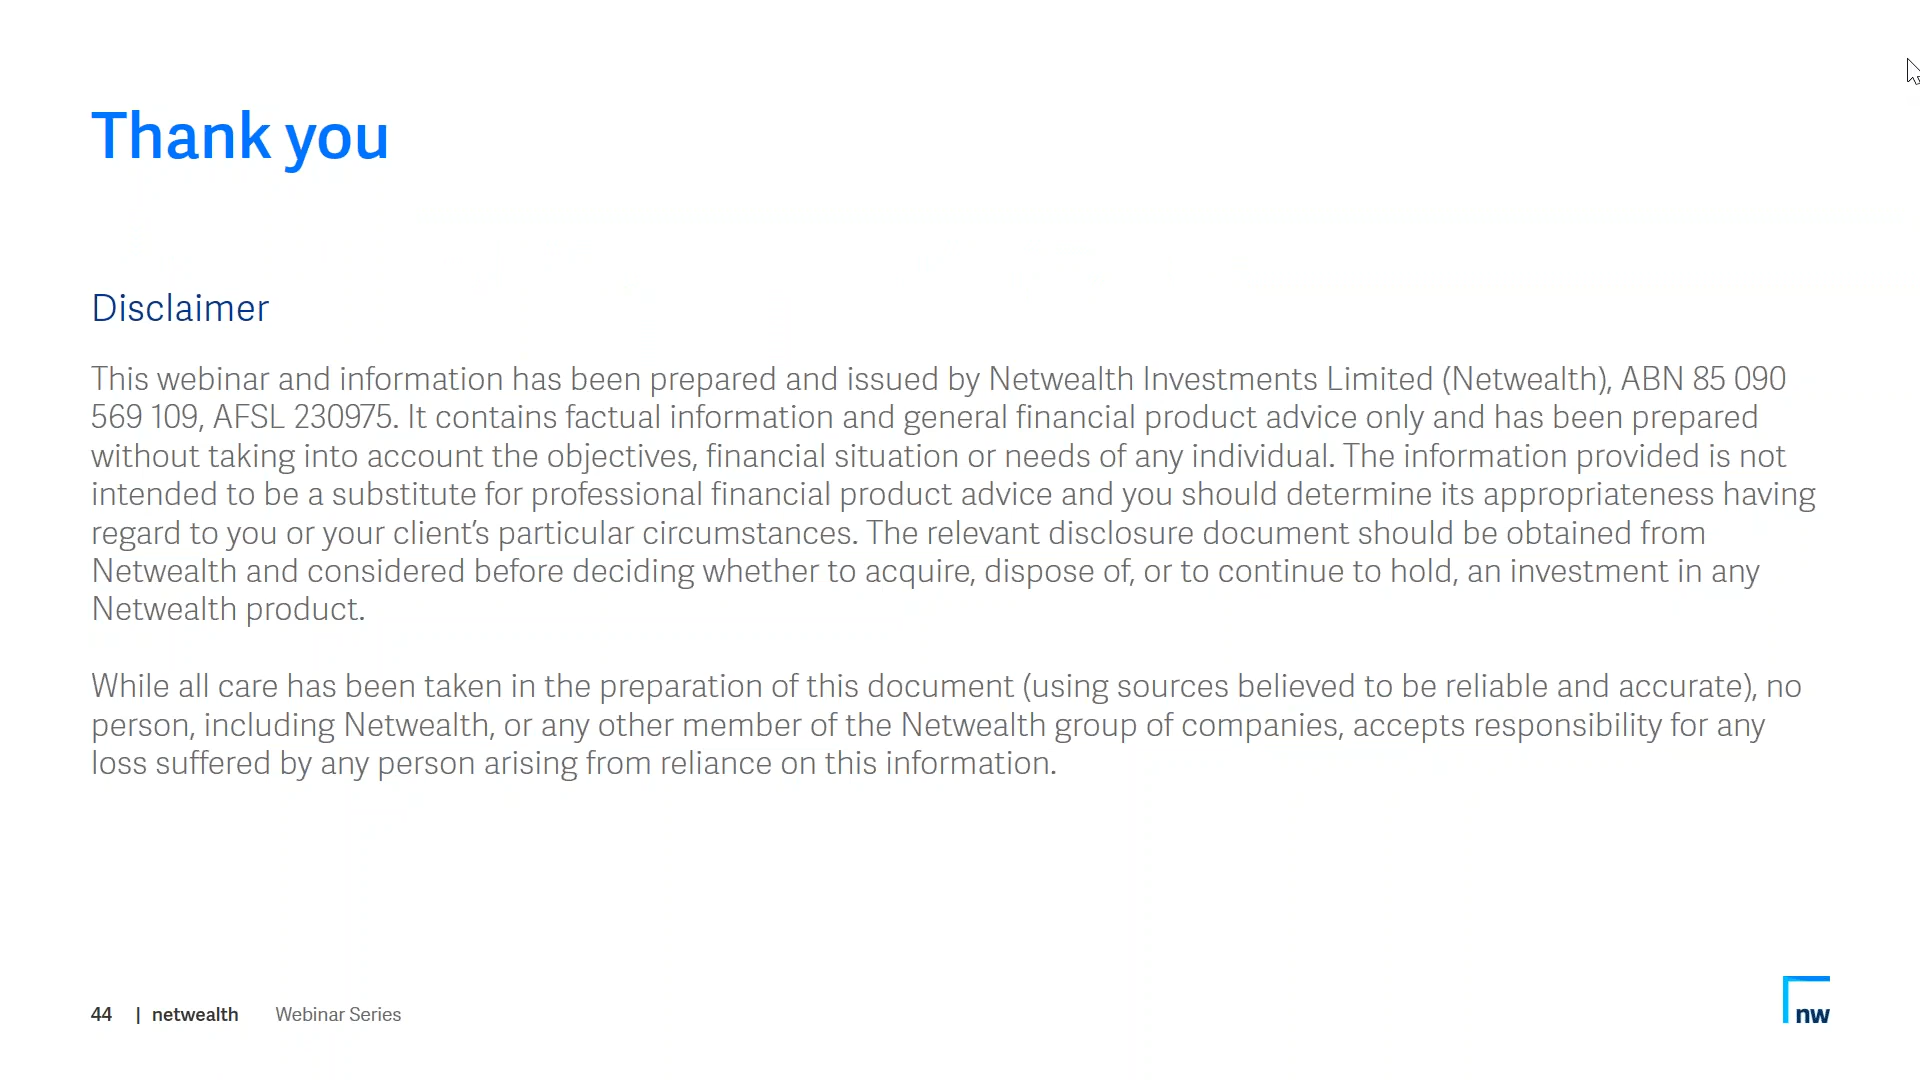 Thank you
Disclaimer
This webinar and information has been prepared and issued by Netwealth Investments Limited (Netwealth), ABN 85 090
569 109, AFSL 230975. It contains factual information and general financial product advice only and has been prepared
without taking into account the objectives, financial situation or needs of any individual. The information provided is not
intended to be a substitute for professional financial product advice and you should determine its appropriateness having
regard to you or your client’s particular circumstances. The relevant disclosure document should be obtained from
Netwealth and considered before deciding whether to acquire, dispose of, or to continue to hold, an investment in any
Netwealth product.
While all care has been taken in the preparation of this document (using sources believed to be reliable and accurate), no
person, including Netwealth, or any other member of the Netwealth group of companies, accepts responsibility for any
loss suffered by any person arising from reliance on this information.
44 | netwealth Webinar Series
nw